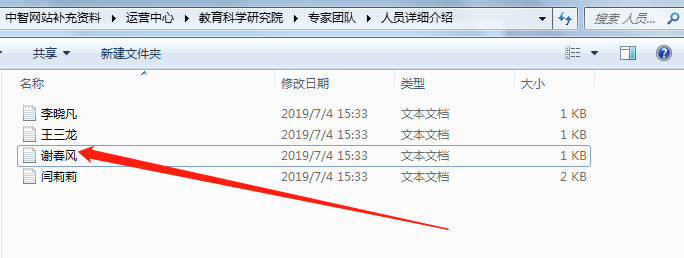 中智网站补充资料 运营中心 教育科学研究院 专家团队 人员详细介绍 搜索 人员...
共享 新建文件夹
名称 修改日期 类型 大小
李晓凡 2019/7/4 15:33 文本文档 1 KB
王三龙 2019/7/4 15:33 文本文档 1 KB
谢春风 2019/7/4 15:33 文本文档 1 KB
闫莉莉 2019/7/4 15:33 文本文档 2 KB